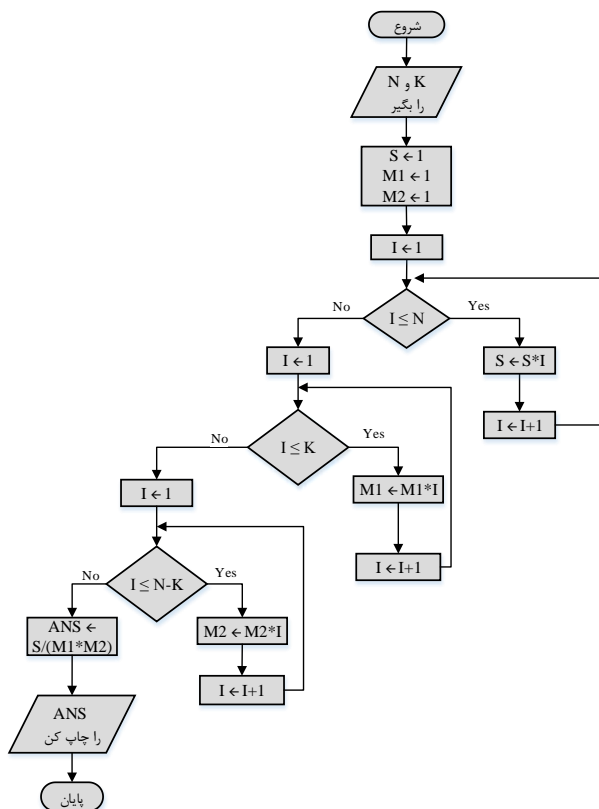 شروع
K و N
را بگیر
S ← 1
M1 ← 1
M2 ← 1
I ← 1
I ≤ N
No
Yes
I ← 1
S ← S*I
I ← I+1
I ≤ K
No
Yes
I ← 1
M1 ← M1*I
I ← I+1
I ≤ N-K
No
Yes
ANS ←
S/(M1*M2)
M2 ← M2*I
I ← I+1
ANS
را چاپ کن
پایان